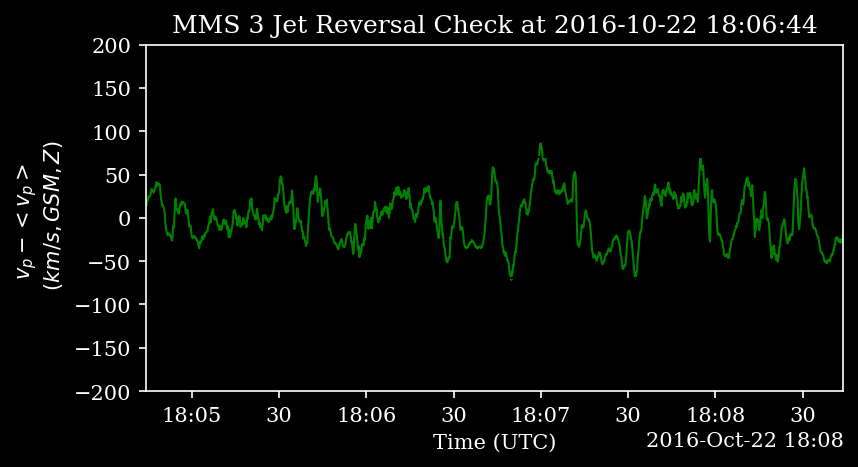 MMS 3 Jet Reversal Check at 2016-10-22 18:06:44
200
150
100
50
0
−50
−100
−150
−200
v_p − < v_p >
(km/s, GSM, Z)
18:05 30 18:06 30 18:07 30 18:08 30
Time (UTC)
2016-Oct-22 18:08